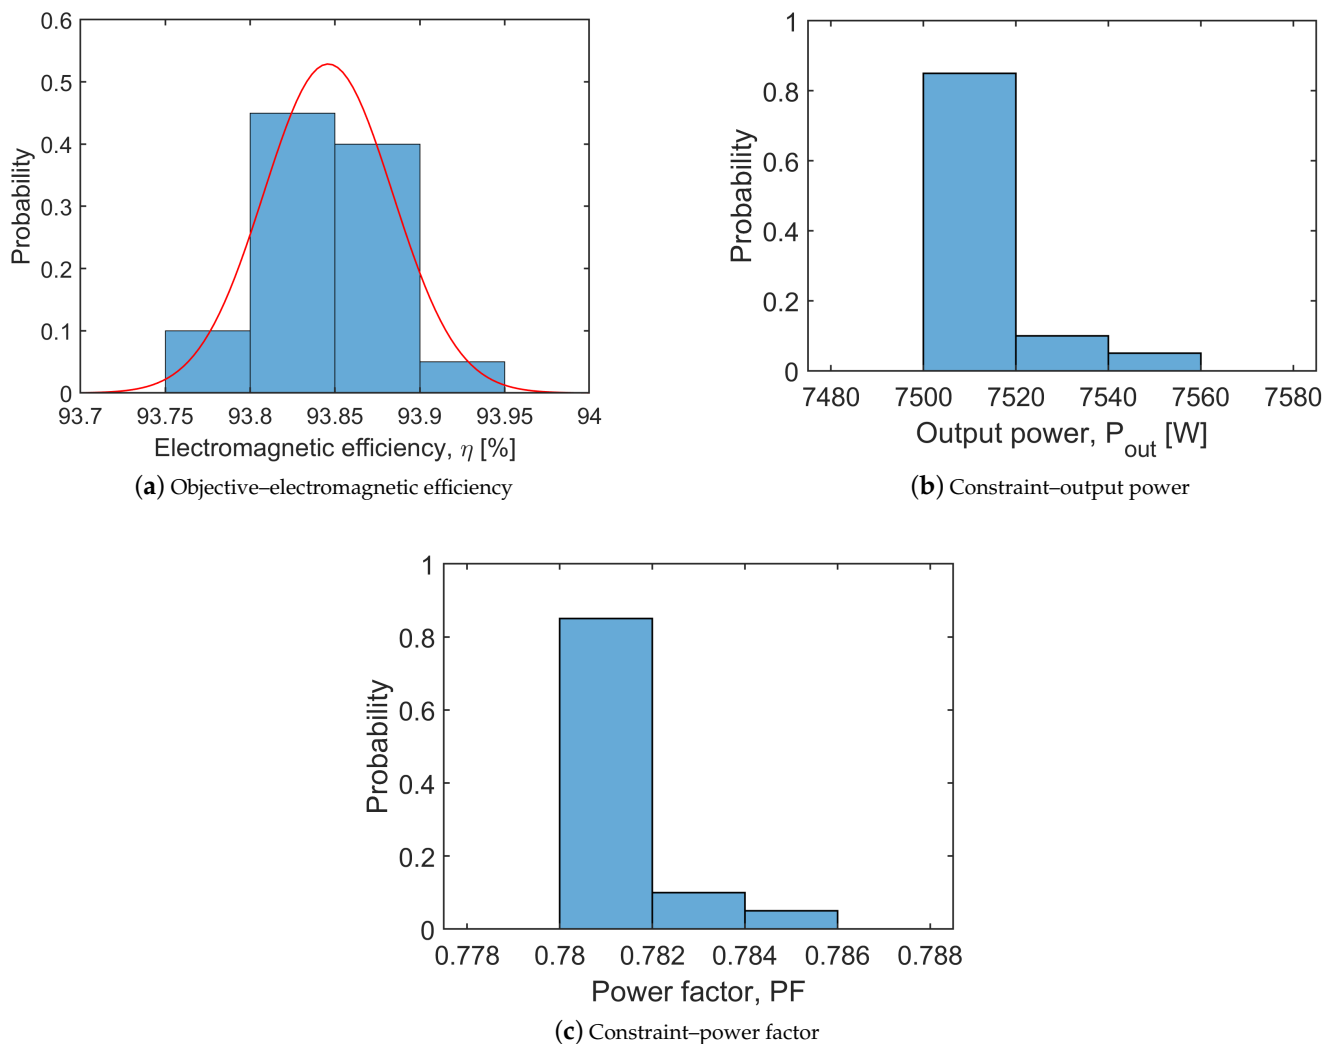 0.6
0.5
0.4
0.3
0.2
0.1
0
Probability
93.7 93.75 93.8 93.85 93.9 93.95 94
Electromagnetic efficiency, η [%]
(a) Objective–electromagnetic efficiency
1
0.8
0.6
0.4
0.2
0
Probability
7480 7500 7520 7540 7560 7580
Output power, Pout [W]
(b) Constraint–output power
1
0.8
0.6
0.4
0.2
0
Probability
0.778 0.78 0.782 0.784 0.786 0.788
Power factor, PF
(c) Constraint–power factor